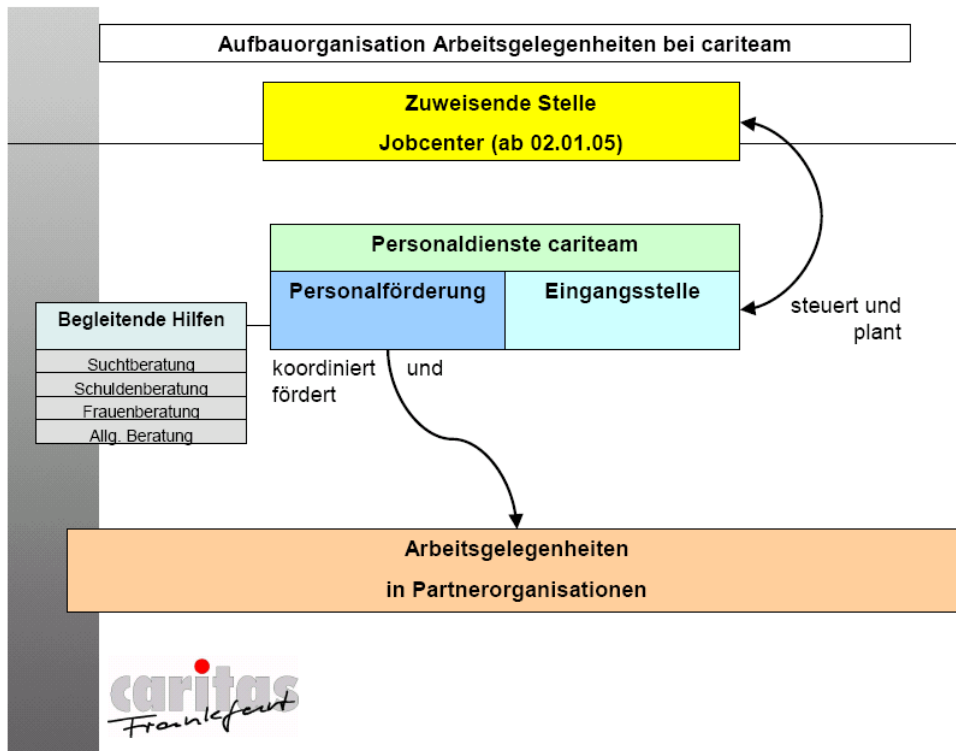 Aufbauorganisation Arbeitsgelegenheiten bei cariteam
Zuweisende Stelle
Jobcenter (ab 02.01.05)
Personaldienste cariteam
Personalförderung
Eingangsstelle
steuert und
plant
Begleitende Hilfen
Suchtberatung
Schuldenberatung
Frauenberatung
Allg. Beratung
koordiniert und
fördert
Arbeitsgelegenheiten
in Partnerorganisationen
caritas
Frankfurt